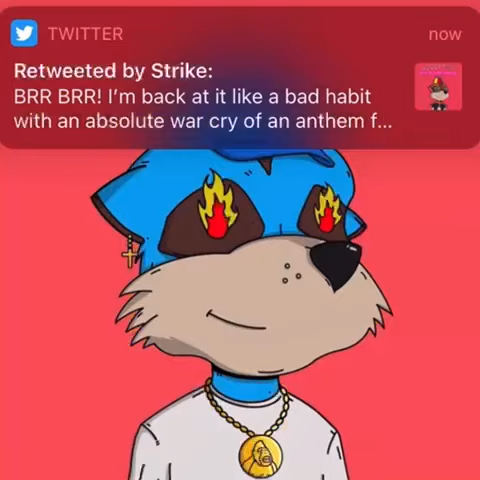 TWITTER
now
Retweeted by Strike:
BRR BRR! I'm back at it like a bad habit
with an absolute war cry of an anthem f...